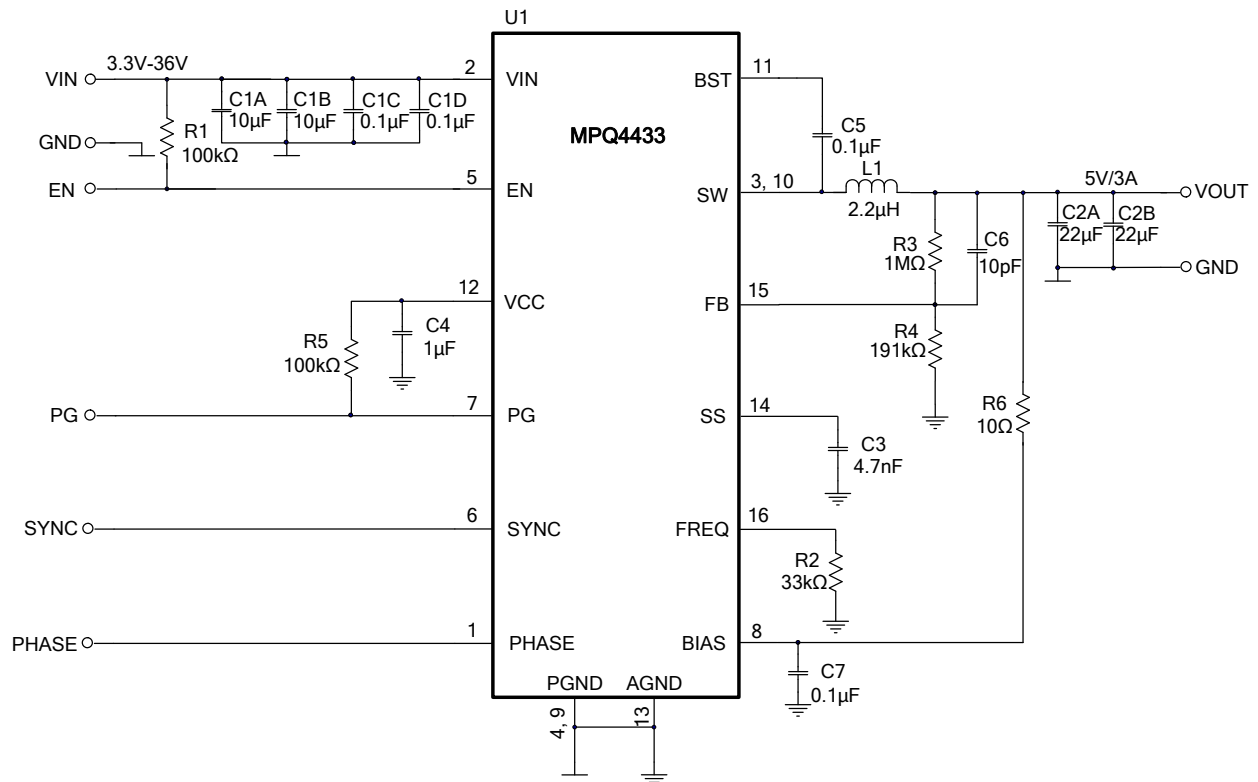 U1
VIN
3.3V-36V
2
VIN
BST
11
C1A
10µF
C1B
10µF
C1C
0.1µF
C1D
0.1µF
R1
100kΩ
GND
MPQ4433
C5
0.1µF
EN
5
EN
SW
3, 10
L1
2.2µH
5V/3A
VOUT
R3
1MΩ
C6
10pF
C2A
22µF
C2B
22µF
GND
12
VCC
FB
15
R5
100kΩ
C4
1µF
R4
191kΩ
PG
7
PG
SS
14
C3
4.7nF
R6
10Ω
SYNC
6
SYNC
FREQ
16
R2
33kΩ
PHASE
1
PHASE
BIAS
8
C7
0.1µF
PGND
AGND
4, 9
13